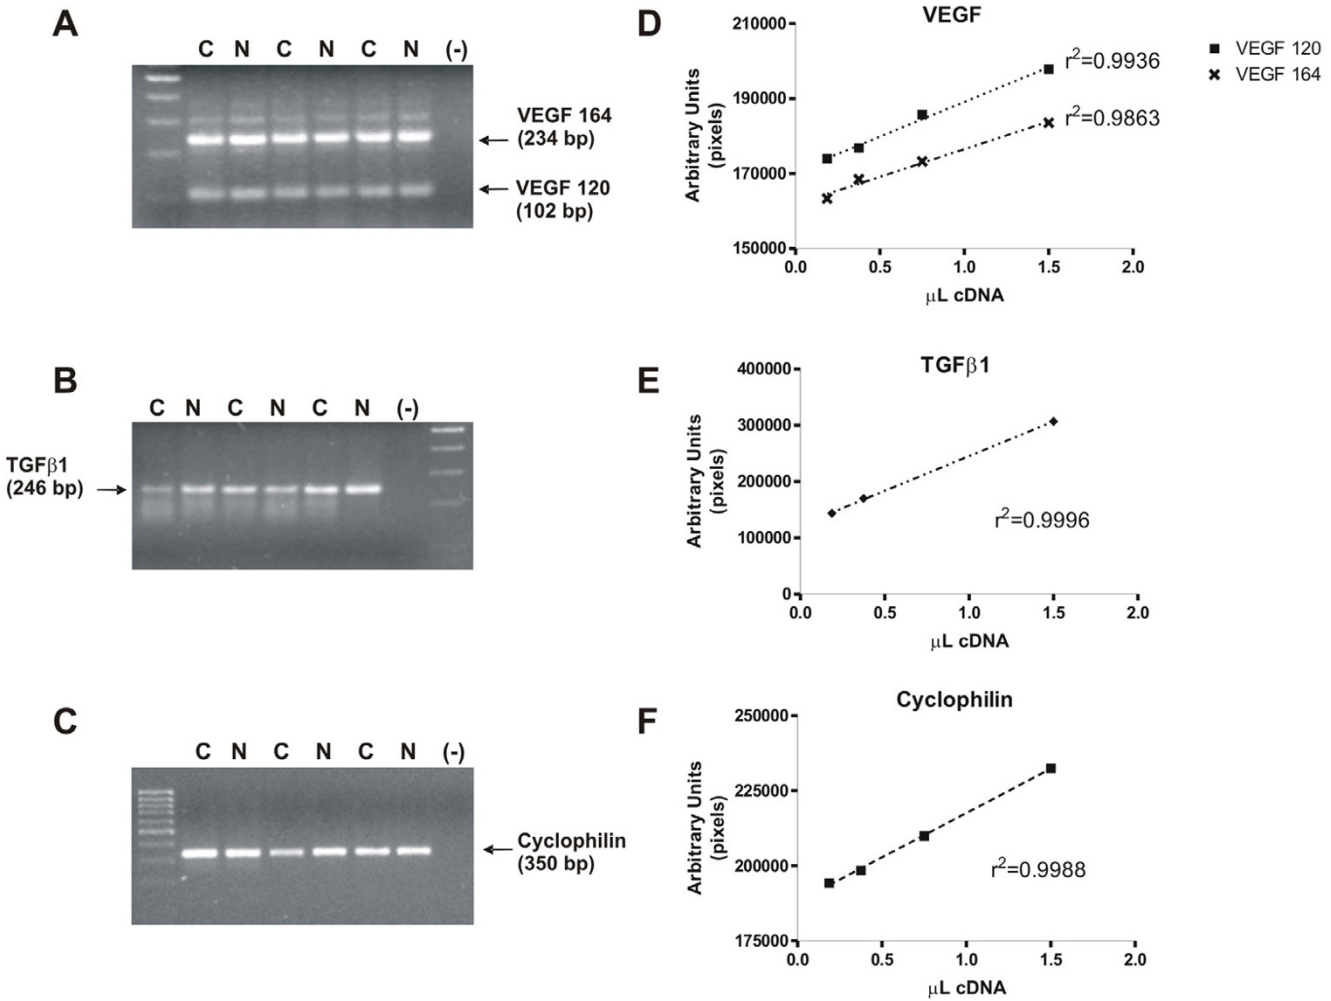 A
C N C N C N (-)
VEGF 164
(234 bp)
VEGF 120
(102 bp)
D
VEGF
Arbitrary Units
(pixels)
210000
190000
170000
150000
0.0 0.5 1.0 1.5 2.0
μL cDNA
r²=0.9936
r²=0.9863
VEGF 120
VEGF 164
B
C N C N C N (-)
TGFβ1
(246 bp)
E
TGFβ1
Arbitrary Units
(pixels)
400000
300000
200000
100000
0
0.0 0.5 1.0 1.5 2.0
μL cDNA
r²=0.9996
C
C N C N C N (-)
Cyclophilin
(350 bp)
F
Cyclophilin
Arbitrary Units
(pixels)
250000
225000
200000
175000
0.0 0.5 1.0 1.5 2.0
μL cDNA
r²=0.9988